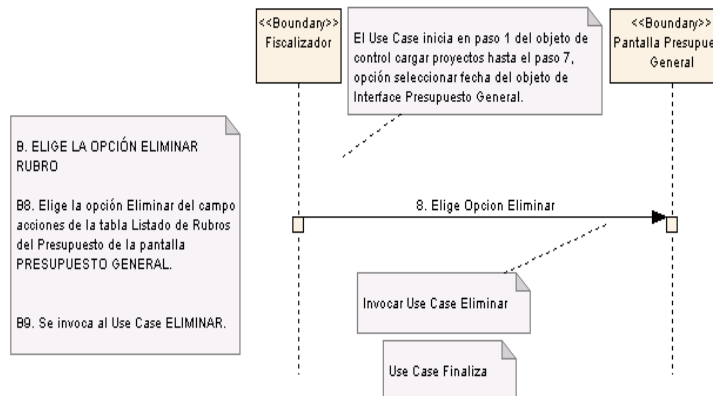 <<Boundary>>
Fiscalizador
El Use Case inicia en paso 1 del objeto de
control cargar proyectos hasta el paso 7,
opción seleccionar fecha del objeto de
Interface Presupuesto General.
<<Boundary>>
Pantalla Presupue
General
B. ELIGE LA OPCIÓN ELIMINAR
RUBRO
B8. Elige la opción Eliminar del campo
acciones de la tabla Listado de Rubros
del Presupuesto de la pantalla
PRESUPUESTO GENERAL.
B9. Se invoca al Use Case ELIMINAR.
8. Elige Opcion Eliminar
Invocar Use Case Eliminar
Use Case Finaliza